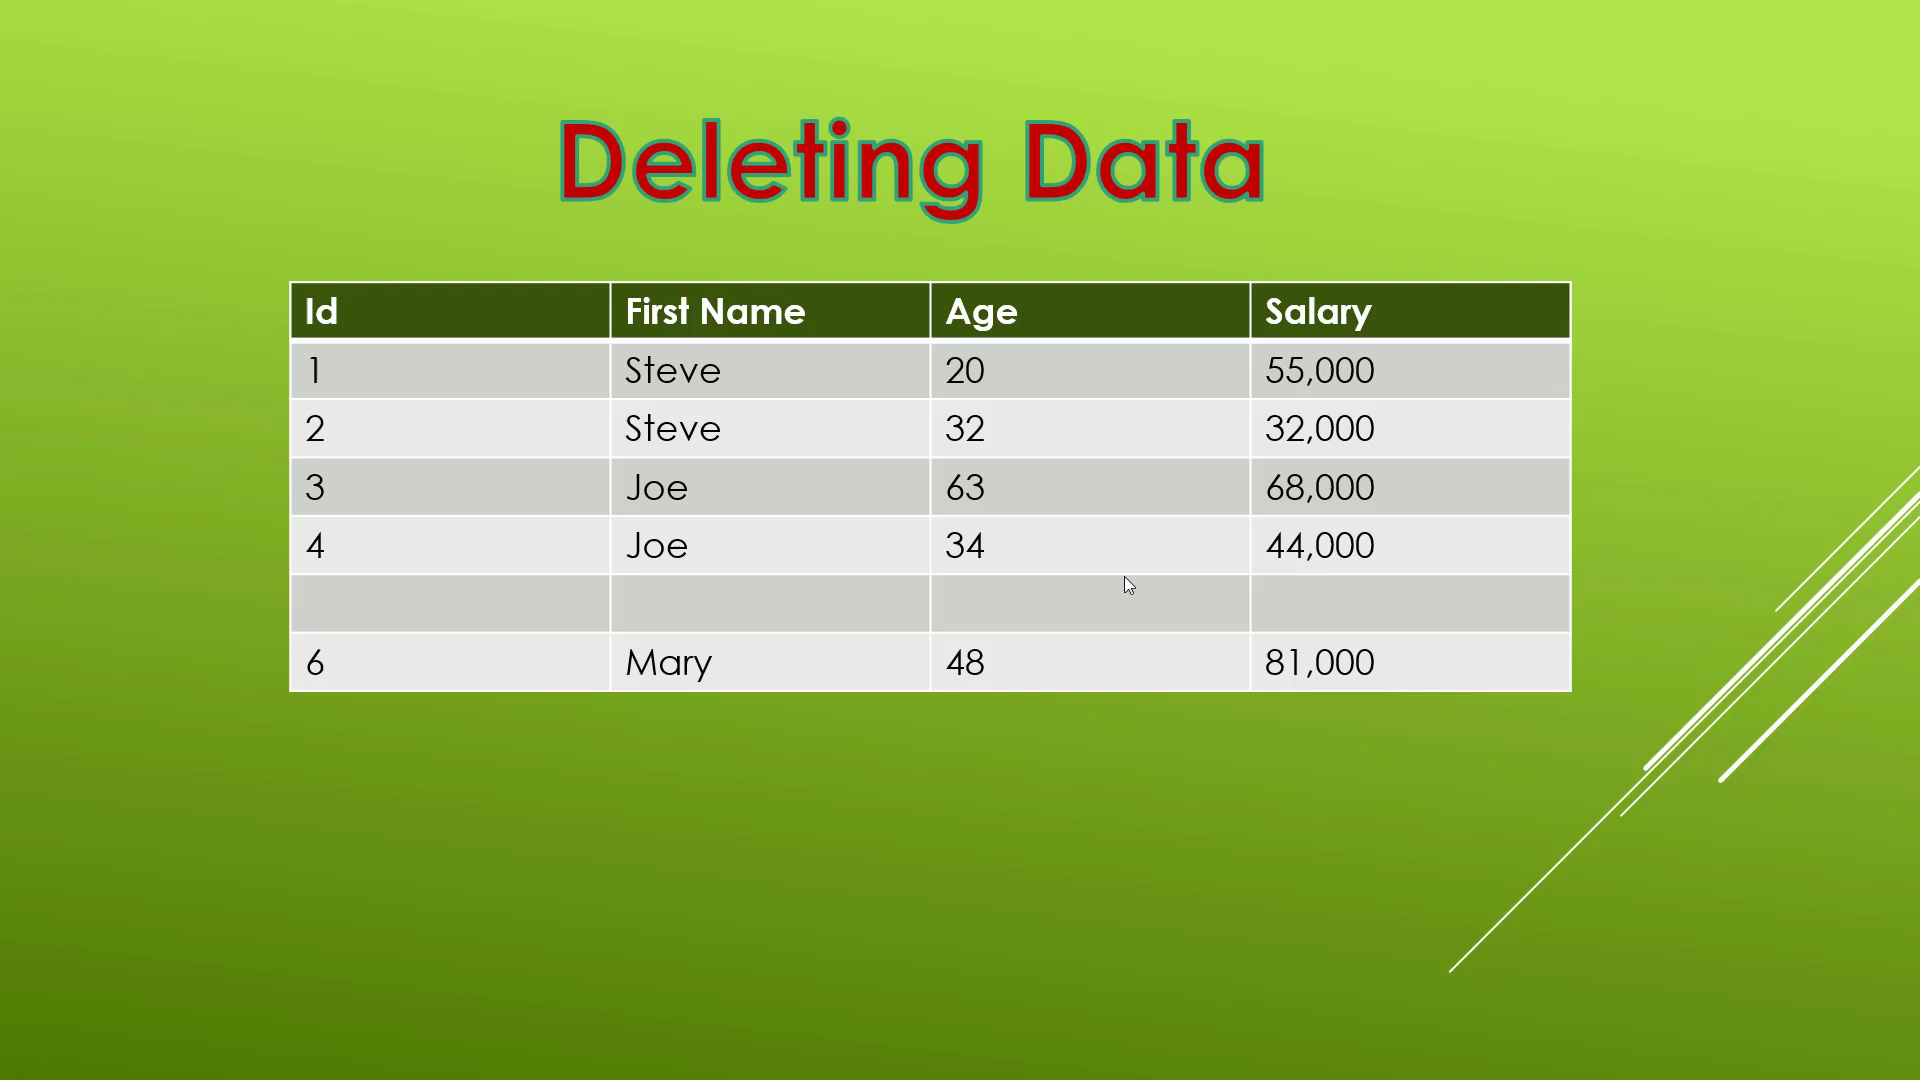 Deleting Data
Id First Name Age Salary
1 Steve 20 55,000
2 Steve 32 32,000
3 Joe 63 68,000
4 Joe 34 44,000
6 Mary 48 81,000